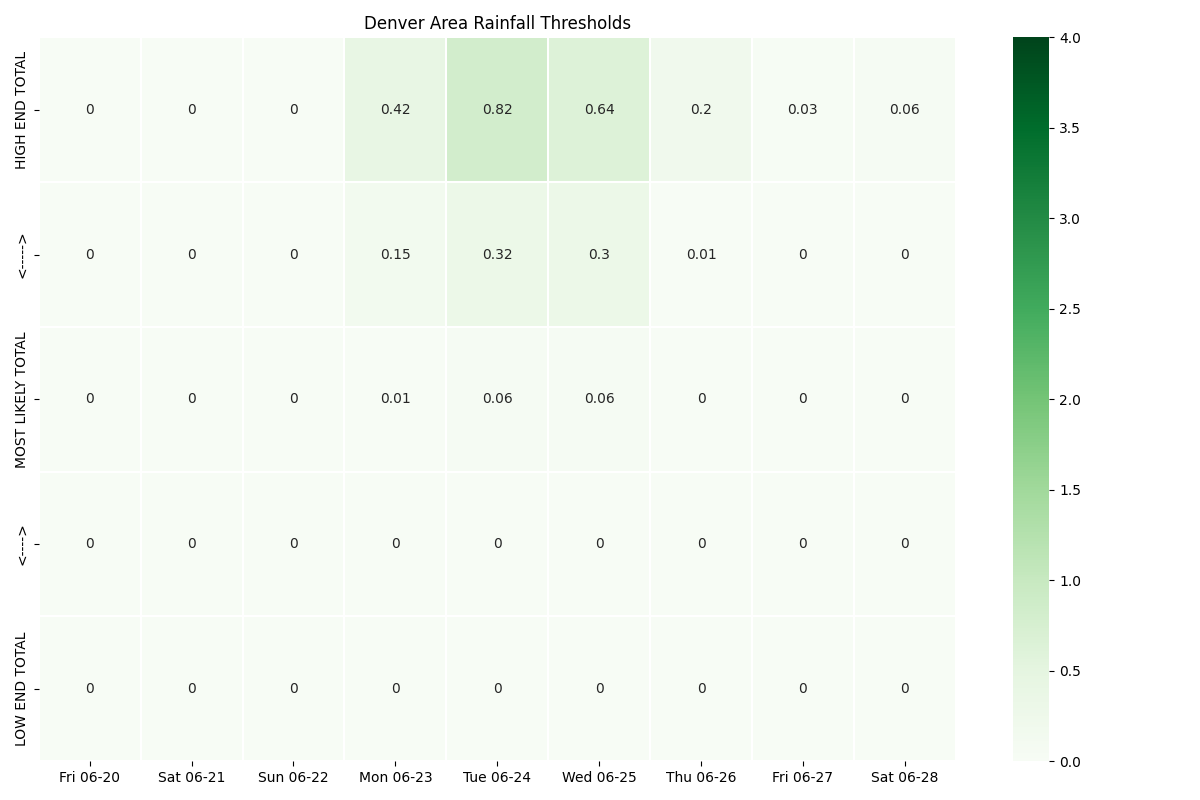 Denver Area Rainfall Thresholds
HIGH END TOTAL
0 0 0 0.42 0.82 0.64 0.2 0.03 0.06
<----->
0 0 0 0.15 0.32 0.3 0.01 0 0
MOST LIKELY TOTAL
0 0 0 0.01 0.06 0.06 0 0 0
<---->
0 0 0 0 0 0 0 0 0
LOW END TOTAL
0 0 0 0 0 0 0 0 0
Fri 06-20 Sat 06-21 Sun 06-22 Mon 06-23 Tue 06-24 Wed 06-25 Thu 06-26 Fri 06-27 Sat 06-28
4.0
3.5
3.0
2.5
2.0
1.5
1.0
0.5
0.0